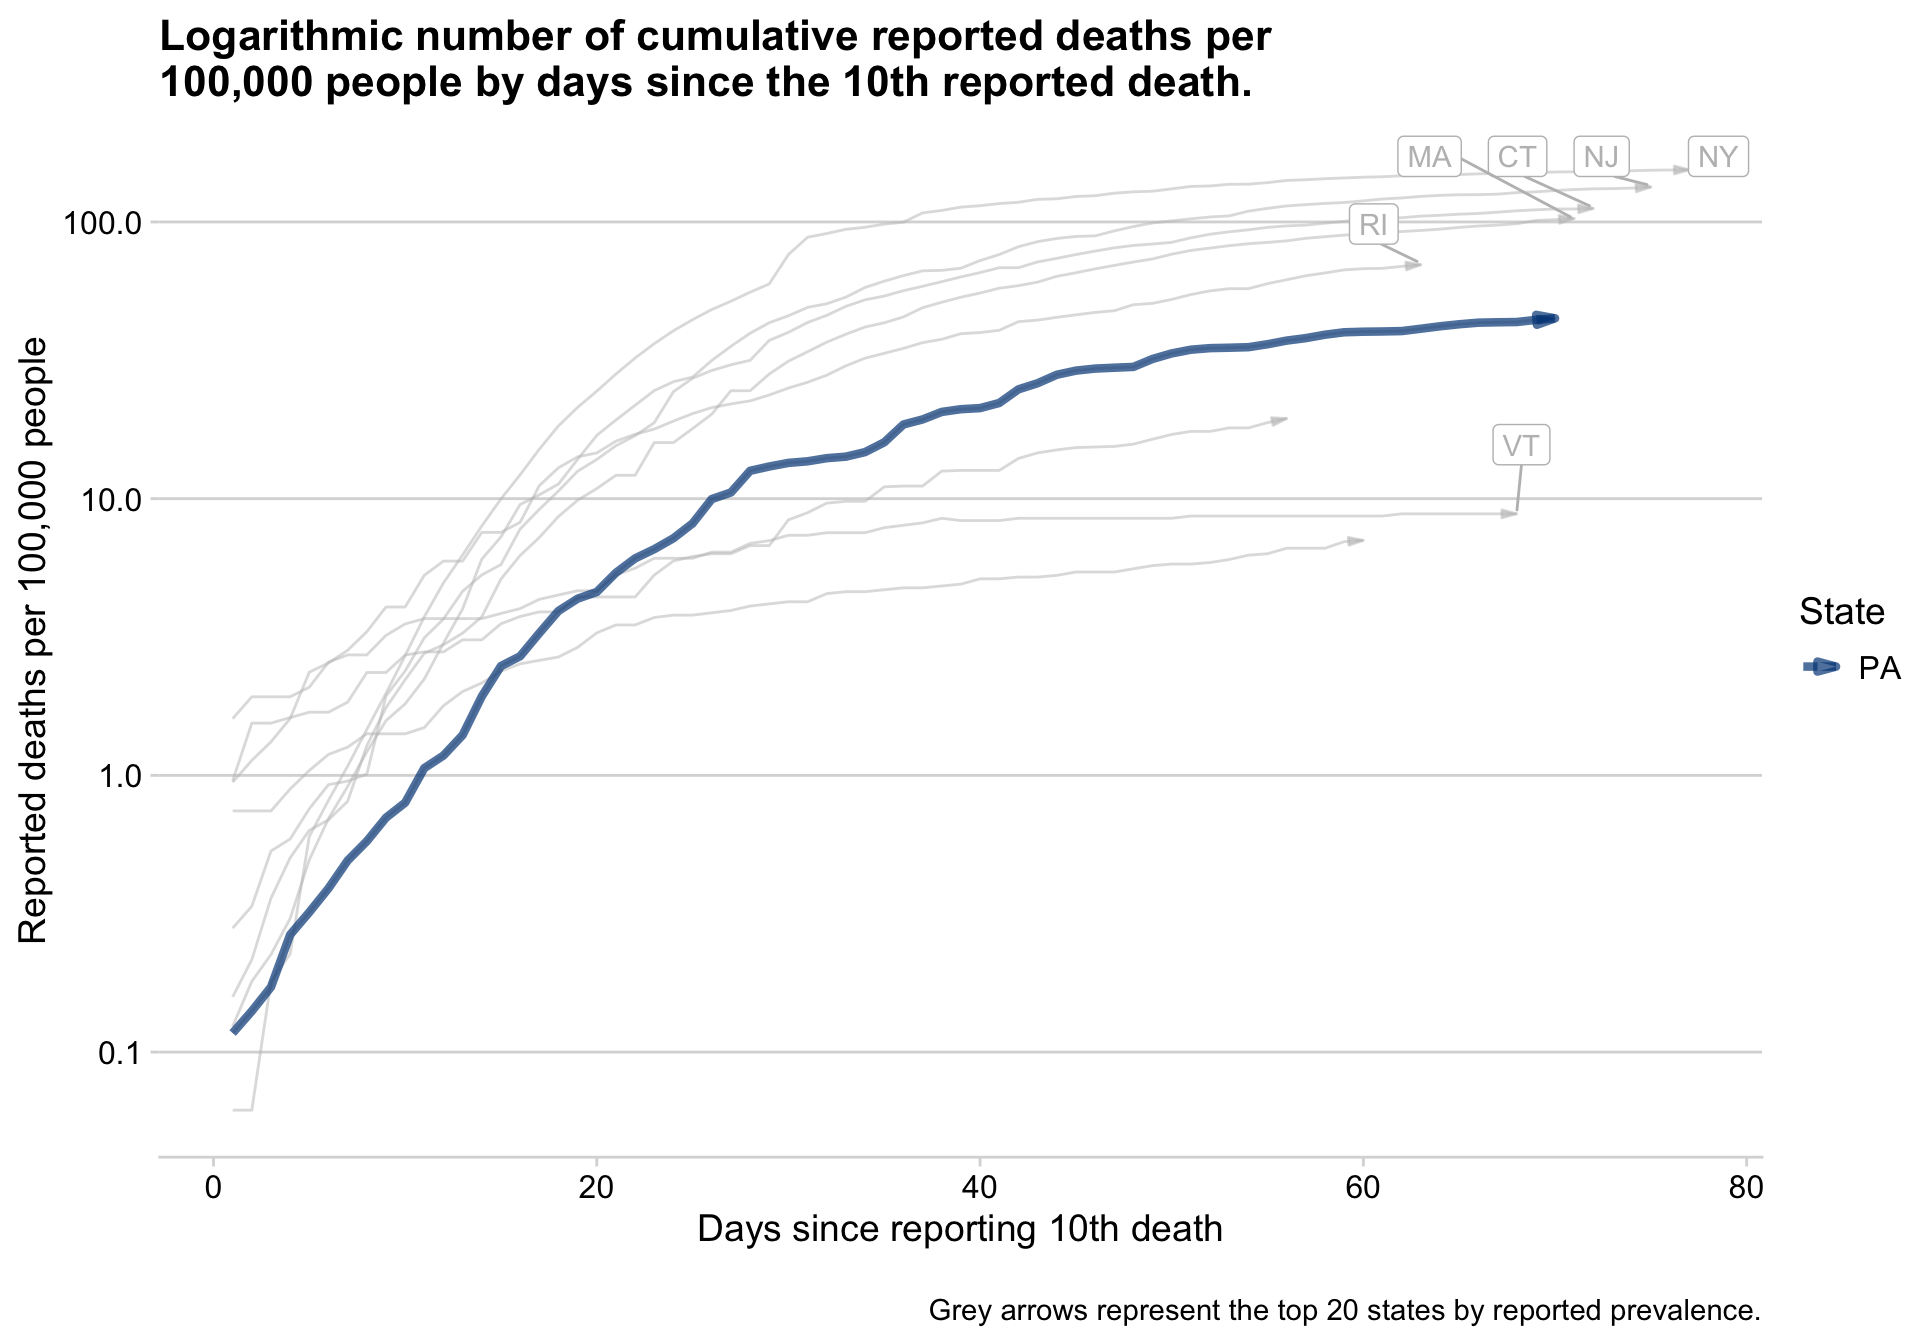 Logarithmic number of cumulative reported deaths per
100,000 people by days since the 10th reported death.
MA CT NJ NY
RI
VT
100.0
10.0
1.0
0.1
Reported deaths per 100,000 people
0 20 40 60 80
Days since reporting 10th death
State
PA
Grey arrows represent the top 20 states by reported prevalence.